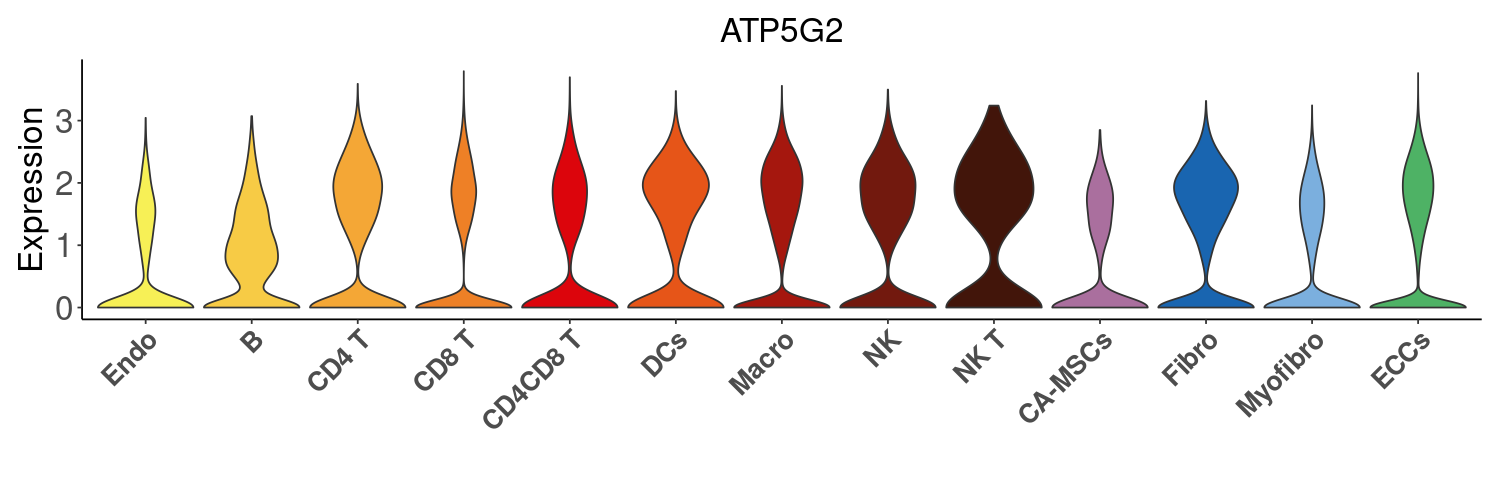 ATP5G2
Expression
3
2
1
0
Endo
B
CD4 T
CD8 T
CD4CD8 T
DCs
Macro
NK
NK T
CA-MSCs
Fibro
Myofibro
ECCs